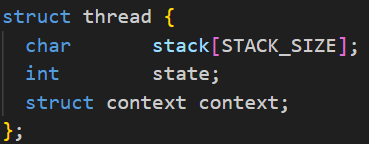 struct thread {
  char       stack[STACK_SIZE];
  int        state;
  struct context context;
};